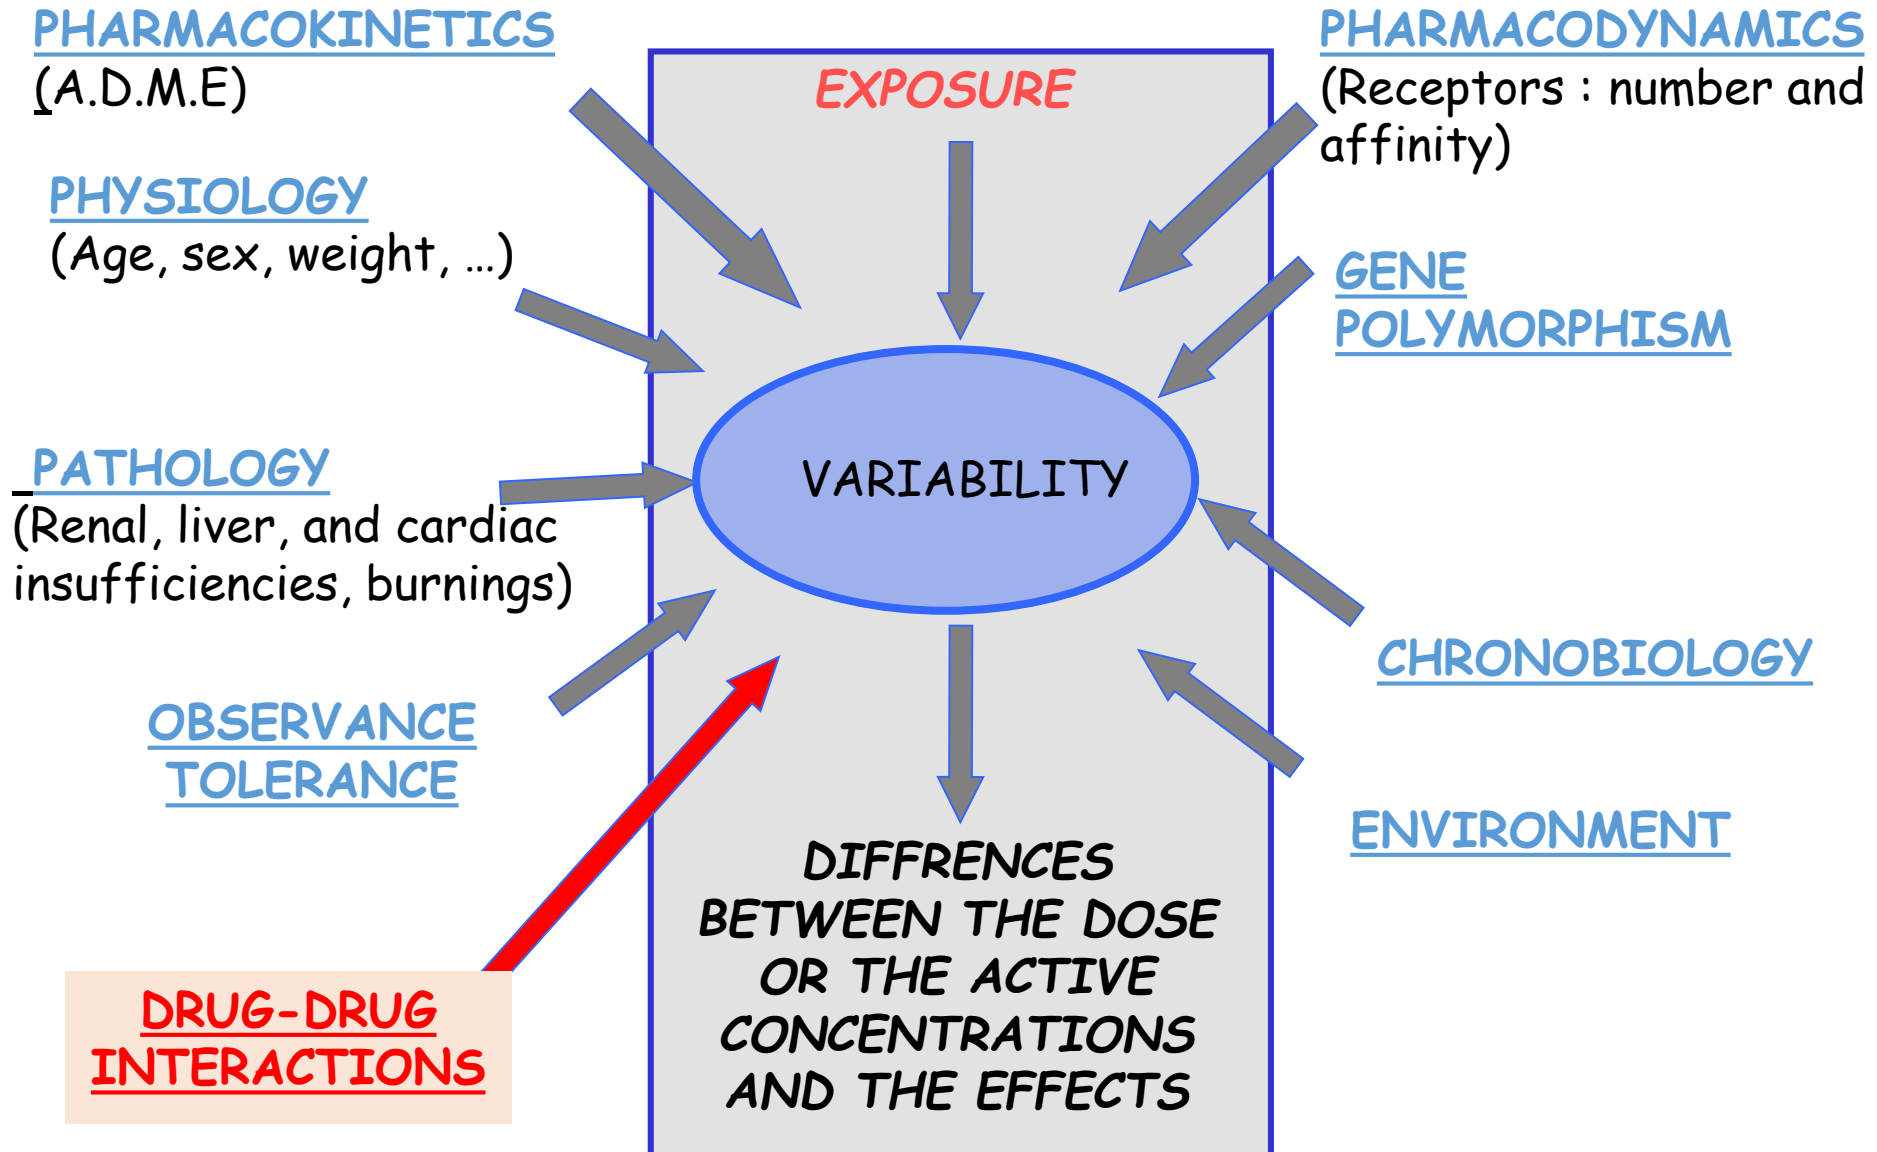 PHARMACOKINETICS
(A.D.M.E)
PHYSIOLOGY
(Age, sex, weight, …)
PATHOLOGY
(Renal, liver, and cardiac
insufficiencies, burnings)
OBSERVANCE
TOLERANCE
DRUG-DRUG
INTERACTIONS
EXPOSURE
VARIABILITY
DIFFRENCES
BETWEEN THE DOSE
OR THE ACTIVE
CONCENTRATIONS
AND THE EFFECTS
PHARMACODYNAMICS
(Receptors : number and
affinity)
GENE
POLYMORPHISM
CHRONOBIOLOGY
ENVIRONMENT